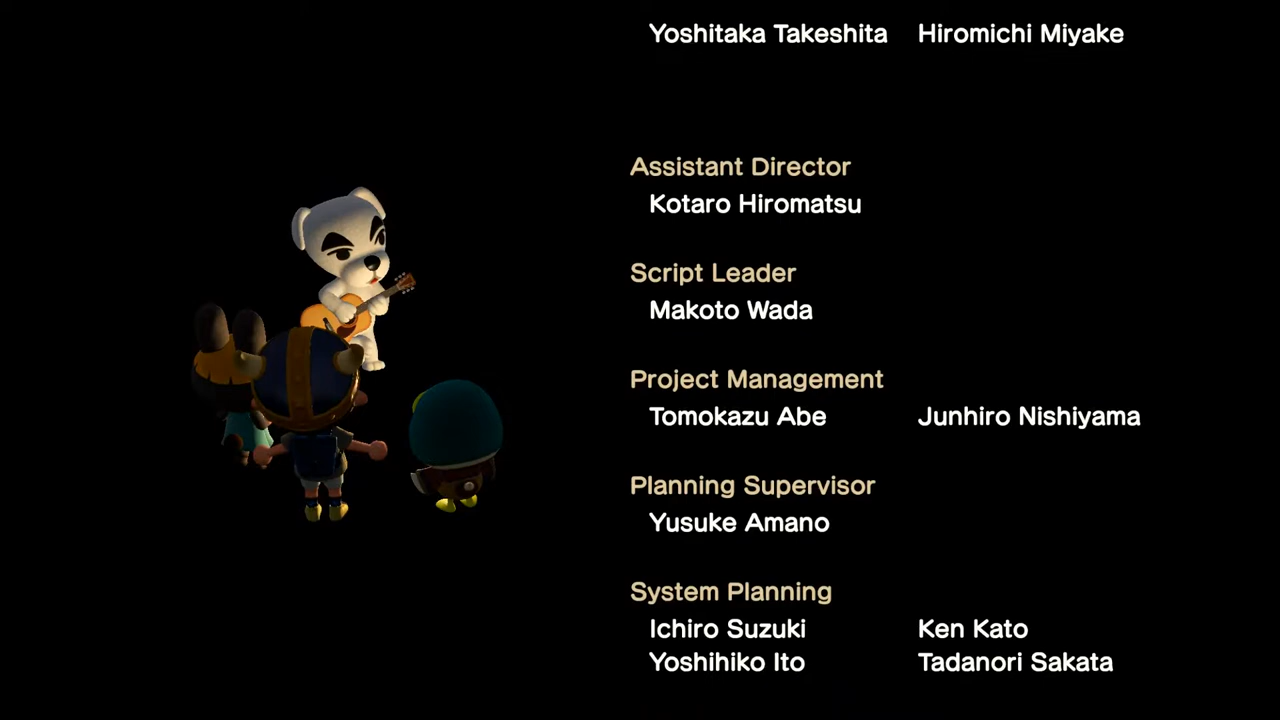 Yoshitaka Takeshita Hiromichi Miyake
Assistant Director
Kotaro Hiromatsu
Script Leader
Makoto Wada
Project Management
Tomokazu Abe Junhiro Nishiyama
Planning Supervisor
Yusuke Amano
System Planning
Ichiro Suzuki Ken Kato
Yoshihiko Ito Tadanori Sakata